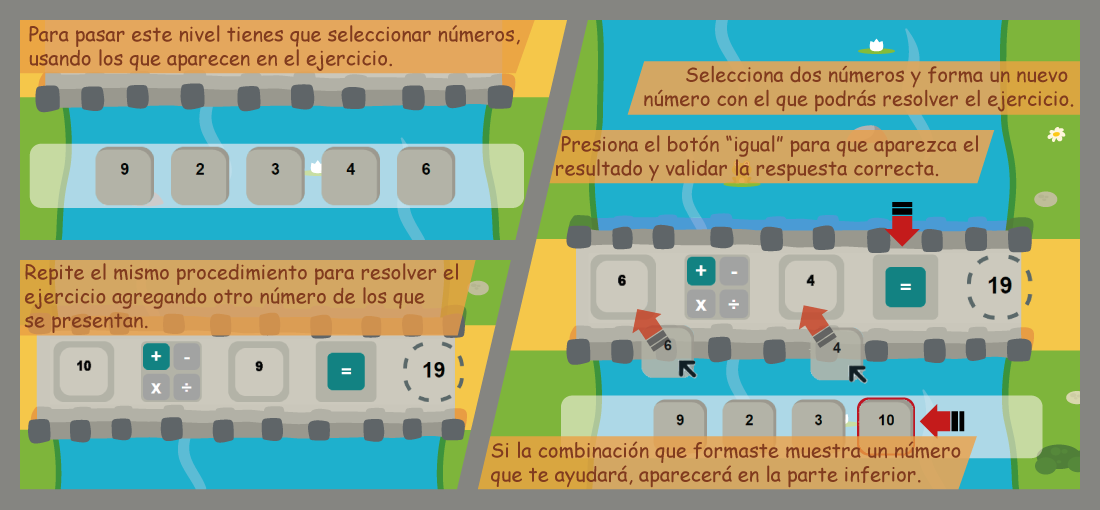 Para pasar este nivel tienes que seleccionar números,
usando los que aparecen en el ejercicio.
9 2 3 4 6
Selecciona dos números y forma un nuevo
número con el que podrás resolver el ejercicio.
Presiona el botón “igual” para que aparezca el
resultado y validar la respuesta correcta.
6 + - x ÷ 4 = 19
6 4
9 2 3 10
Si la combinación que formaste muestra un número
que te ayudará, aparecerá en la parte inferior.
Repite el mismo procedimiento para resolver el
ejercicio agregando otro número de los que
se presentan.
10 + - x ÷ 9 = 19